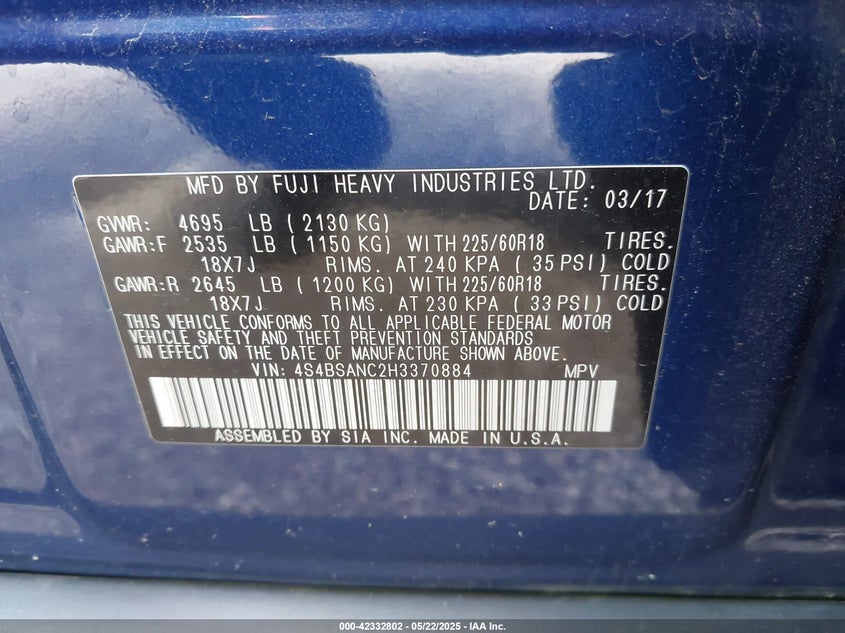 MFD BY FUJI HEAVY INDUSTRIES LTD.
DATE: 03/17
GVWR: 4695 LB ( 2130 KG)
GAWR:F 2535 LB ( 1150 KG) WITH 225/60R18 TIRES.
18X7J RIMS. AT 240 KPA ( 35 PSI) COLD
GAWR:R 2645 LB ( 1200 KG) WITH 225/60R18 TIRES.
18X7J RIMS. AT 230 KPA ( 33 PSI) COLD
THIS VEHICLE CONFORMS TO ALL APPLICABLE FEDERAL MOTOR
VEHICLE SAFETY AND THEFT PREVENTION STANDARDS
IN EFFECT ON THE DATE OF MANUFACTURE SHOWN ABOVE.
VIN: 4S4BSANC2H3370884 MPV
ASSEMBLED BY SIA INC. MADE IN U.S.A.
000-42332802 - 05/22/2025 - IAA Inc.